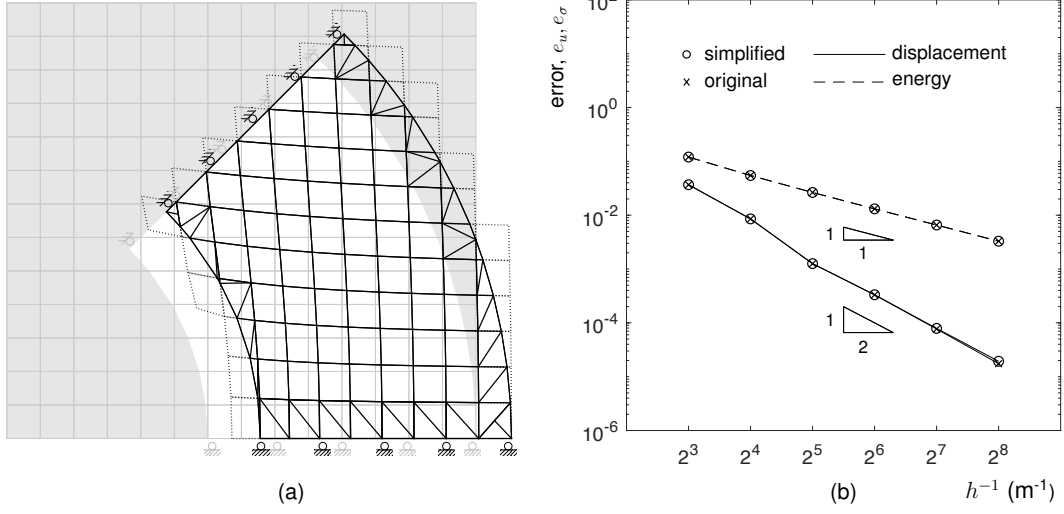 error, e_u, e_σ
10^2
10^0
10^-2
10^-4
10^-6
simplified displacement
original energy
1
1
1
2
2^3 2^4 2^5 2^6 2^7 2^8
h^-1 (m^-1)
(a)
(b)